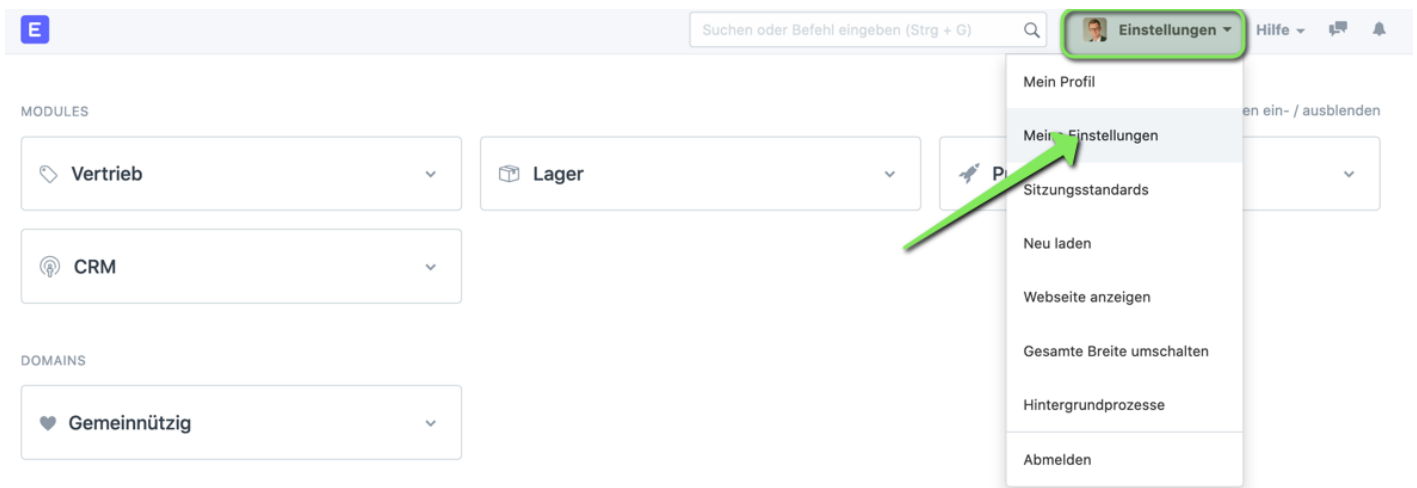 E
Suchen oder Befehl eingeben (Strg + G)
Einstellungen
Hilfe
Mein Profil
MODULES
en ein- / ausblenden
Meine Einstellungen
Vertrieb
Lager
P
Sitzungsstandards
Neu laden
CRM
Webseite anzeigen
Gesamte Breite umschalten
DOMAINS
Hintergrundprozesse
Gemeinnützig
Abmelden